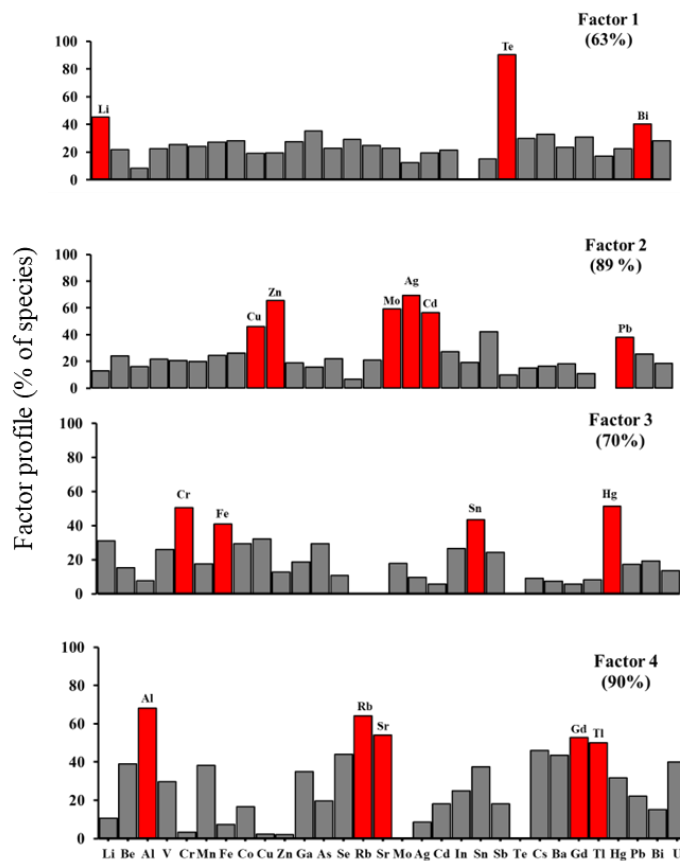 Factor profile (% of species)
Factor 1
(63%)
100
80
60
40
20
0
Li
Te
Bi
Factor 2
(89 %)
100
80
60
40
20
0
Cu
Zn
Mo
Ag
Cd
Pb
Factor 3
(70%)
100
80
60
40
20
0
Cr
Fe
Sn
Hg
Factor 4
(90%)
100
80
60
40
20
0
Al
Rb
Sr
Gd
Tl
Li Be Al V Cr Mn Fe Co Cu Zn Ga As Se Rb Sr Mo Ag Cd In Sn Sb Te Cs Ba Gd Tl Hg Pb Bi U